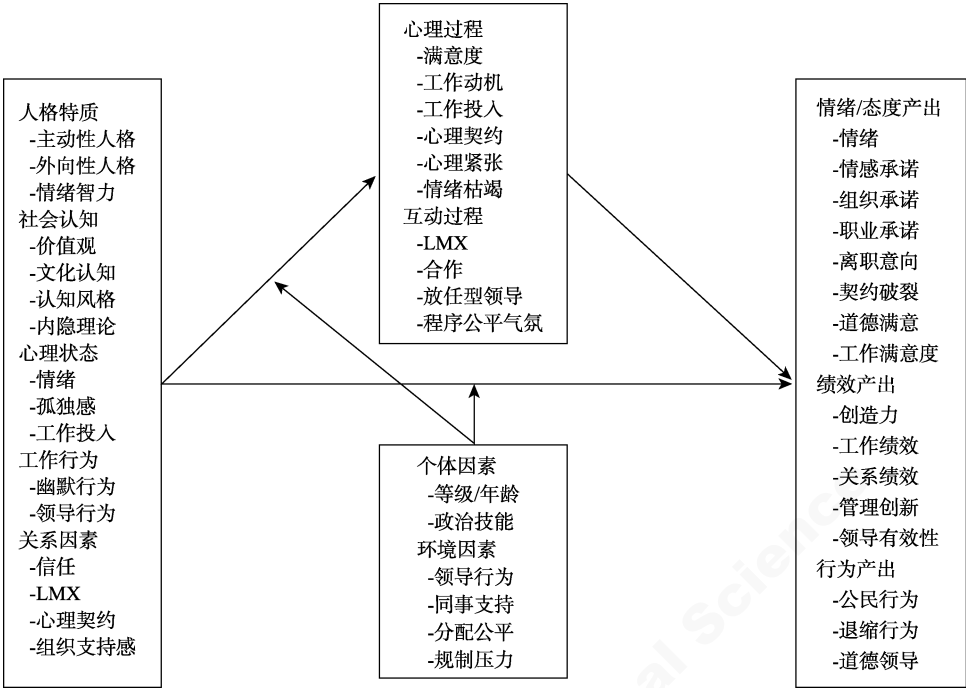 人格特质
-主动性人格
-外向性人格
-情绪智力
社会认知
-价值观
-文化认知
-认知风格
-内隐理论
心理状态
-情绪
-孤独感
-工作投入
工作行为
-幽默行为
-领导行为
关系因素
-信任
-LMX
-心理契约
-组织支持感
心理过程
-满意度
-工作动机
-工作投入
-心理契约
-心理紧张
-情绪枯竭
互动过程
-LMX
-合作
-放任型领导
-程序公平气氛
个体因素
-等级/年龄
-政治技能
环境因素
-领导行为
-同事支持
-分配公平
-规制压力
情绪/态度产出
-情绪
-情感承诺
-组织承诺
-职业承诺
-离职意向
-契约破裂
-道德满意
-工作满意度
绩效产出
-创造力
-工作绩效
-关系绩效
-管理创新
-领导有效性
行为产出
-公民行为
-退缩行为
-道德领导